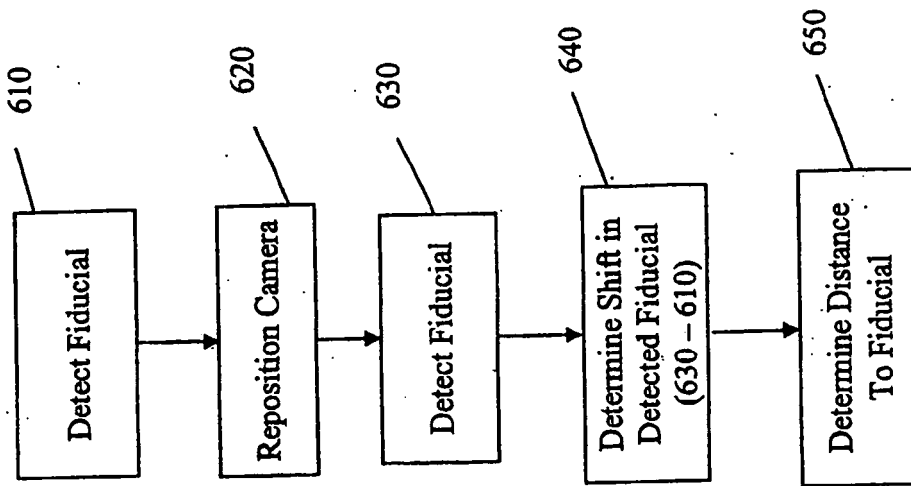 610
Detect Fiducial
620
Reposition Camera
630
Detect Fiducial
640
Determine Shift in
Detected Fiducial
(630 – 610)
650
Determine Distance
To Fiducial